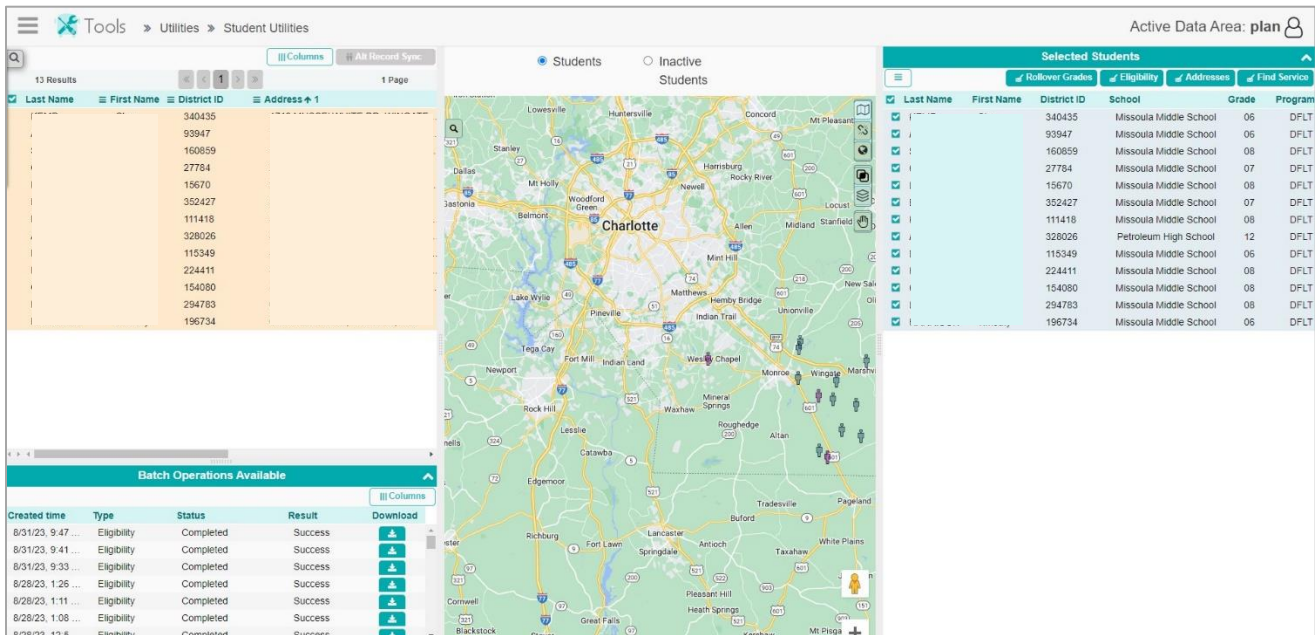 Tools » Utilities » Student Utilities
Active Data Area: plan
Columns
Alt Record Sync
13 Results
« < 1 > »
1 Page
Last Name First Name District ID Address 1
340435
93947
160859
27784
15670
352427
111418
328026
115349
224411
154080
294783
196734
Batch Operations Available
Columns
Created time Type Status Result Download
8/31/23, 9:47 ... Eligibility Completed Success
8/31/23, 9:41 ... Eligibility Completed Success
8/31/23, 9:33 ... Eligibility Completed Success
8/28/23, 1:26 ... Eligibility Completed Success
8/28/23, 1:11 ... Eligibility Completed Success
8/28/23, 1:08 ... Eligibility Completed Success
Eligibility Completed Success
Students
Inactive
Students
Lowesville
Huntersville
Concord
Mt Pleasant
Stanley
Harrisburg
Rocky River
Dallas
Mt Holly
Newell
Woodford
Green
Gastonia
Belmont
Charlotte
Allen
Locust
Midland
Stanfield
Mint Hill
Lake Wylie
Matthews
Hemby Bridge
Pineville
Indian Trail
Unionville
Tega Cay
Fort Mill
Indian Land
Wesley Chapel
Newport
Monroe
Wingate
Marshv
Rock Hill
Waxhaw
Mineral
Springs
Roughedge
Lesslie
Altan
Catawba
Edgemoor
Tradesville
Pageland
Buford
Richburg
Fort Lawn
Lancaster
Springdale
Antioch
Taxahaw
White Plains
Pleasant Hill
Cornwell
Heath Springs
Great Falls
Blackstock
Kershaw
Mt Pisga
Selected Students
Rollover Grades
Eligibility
Addresses
Find Service
Last Name First Name District ID School Grade Program
340435 Missoula Middle School 06 DFLT
93947 Missoula Middle School 06 DFLT
160859 Missoula Middle School 08 DFLT
27784 Missoula Middle School 07 DFLT
15670 Missoula Middle School 08 DFLT
352427 Missoula Middle School 07 DFLT
111418 Missoula Middle School 08 DFLT
328026 Petroleum High School 12 DFLT
115349 Missoula Middle School 06 DFLT
224411 Missoula Middle School 08 DFLT
154080 Missoula Middle School 08 DFLT
294783 Missoula Middle School 08 DFLT
196734 Missoula Middle School 06 DFLT